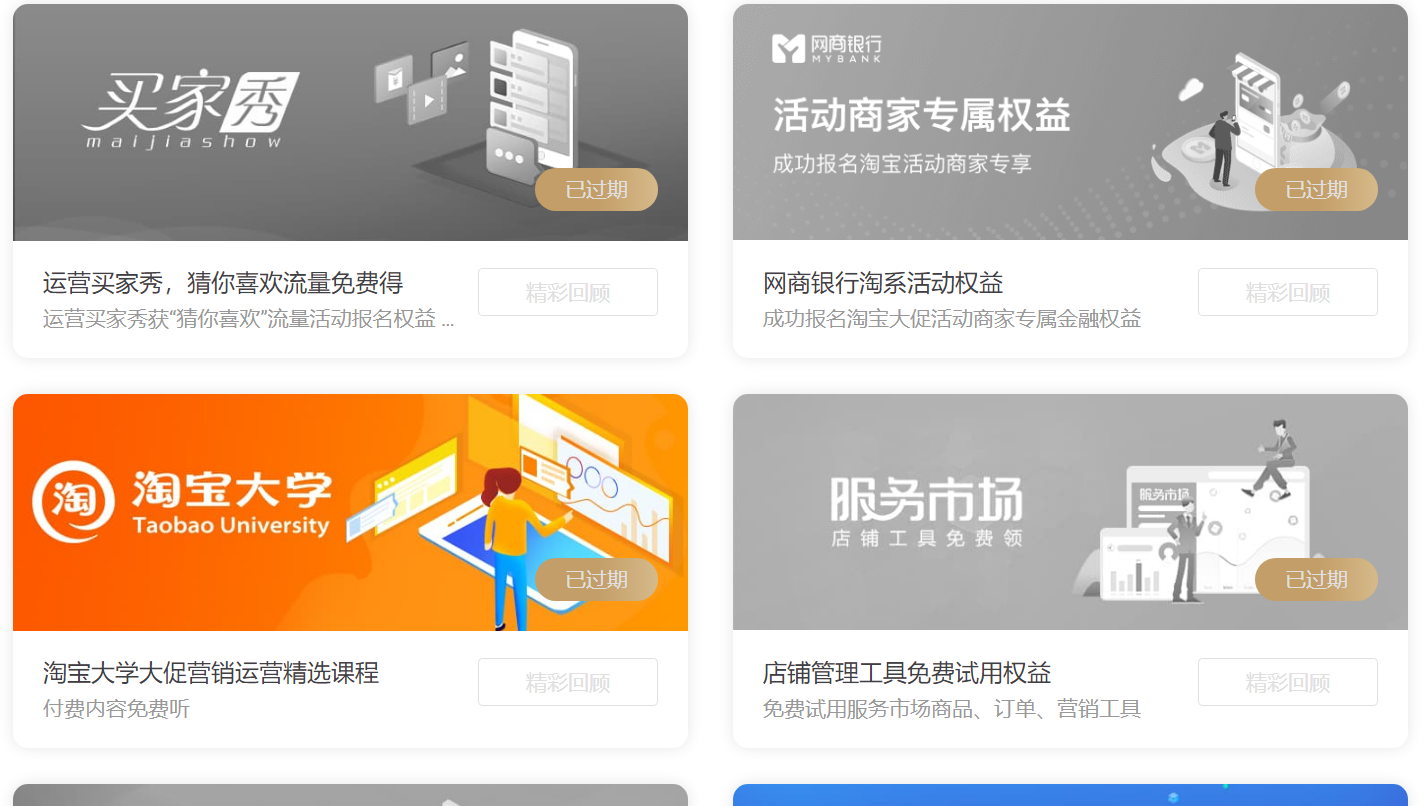 买家秀
maijiashow
已过期
运营买家秀，猜你喜欢流量免费得
运营买家秀获“猜你喜欢”流量活动报名权益 ...
精彩回顾
网商银行
MYBANK
活动商家专属权益
成功报名淘宝活动商家专享
已过期
网商银行淘系活动权益
成功报名淘宝大促活动商家专属金融权益
精彩回顾
淘
淘宝大学
Taobao University
已过期
淘宝大学大促营销运营精选课程
付费内容免费听
精彩回顾
服务市场
店铺工具免费领
服务市场
已过期
店铺管理工具免费试用权益
免费试用服务市场商品、订单、营销工具
精彩回顾